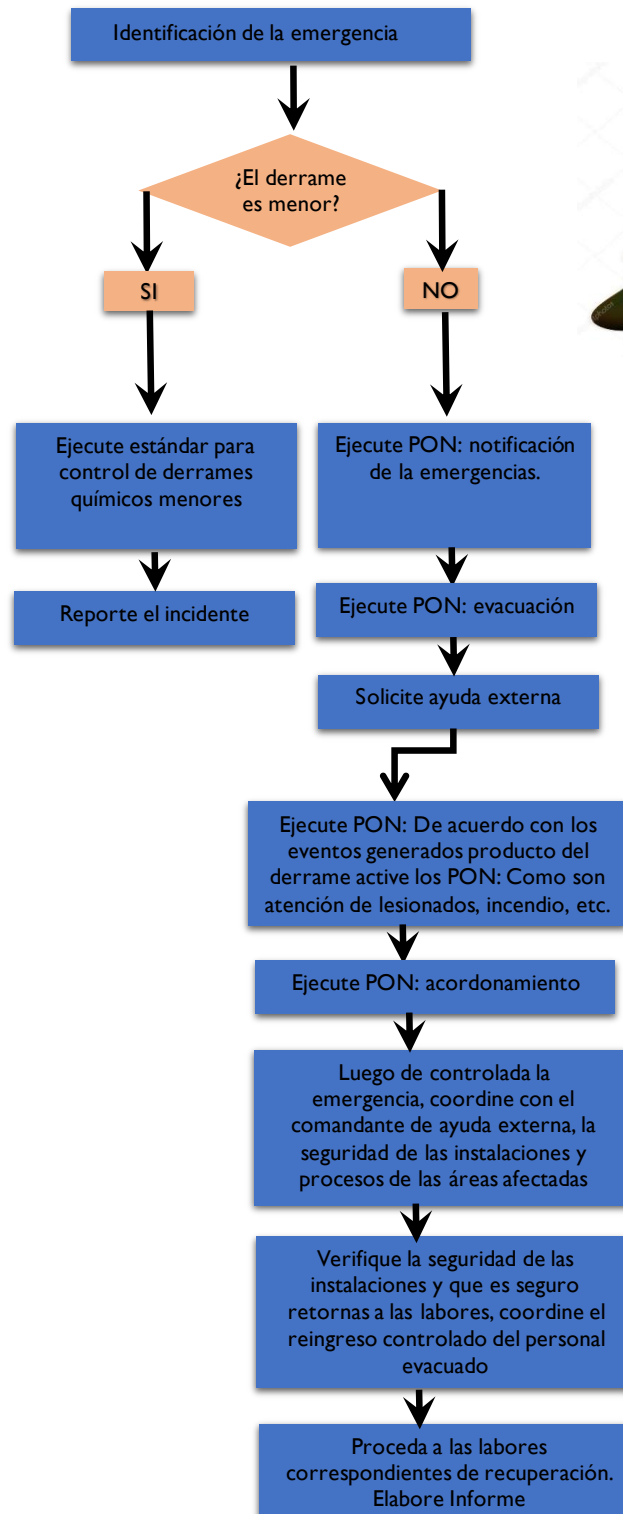 Identificación de la emergencia
¿El derrame
es menor?
SI
NO
Ejecute estándar para
control de derrames
químicos menores
Ejecute PON: notificación
de la emergencias.
Reporte el incidente
Ejecute PON: evacuación
Solicite ayuda externa
Ejecute PON: De acuerdo con los
eventos generados producto del
derrame active los PON: Como son
atención de lesionados, incendio, etc.
Ejecute PON: acordonamiento
Luego de controlada la
emergencia, coordine con el
comandante de ayuda externa, la
seguridad de las instalaciones y
procesos de las áreas afectadas
Verifique la seguridad de las
instalaciones y que es seguro
retornas a las labores, coordine el
reingreso controlado del personal
evacuado
Proceda a las labores
correspondientes de recuperación.
Elabore Informe